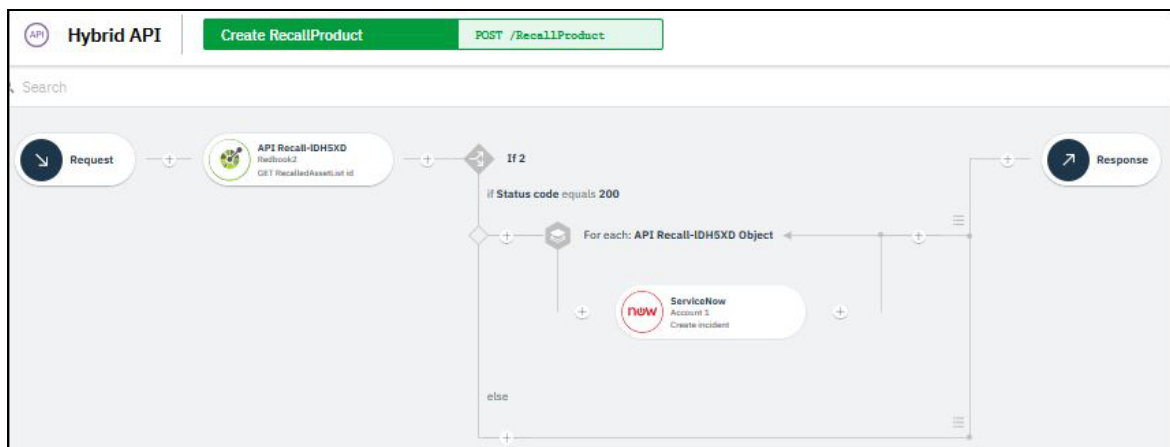 API
Hybrid API
Create RecallProduct
POST /RecallProduct
Search
Request
API Recall-IDH5XD
Redbook2
GET RecalledAssetList id
If 2
Response
if Status code equals 200
For each: API Recall-IDH5XD Object
now
ServiceNow
Account 1
Create incident
else